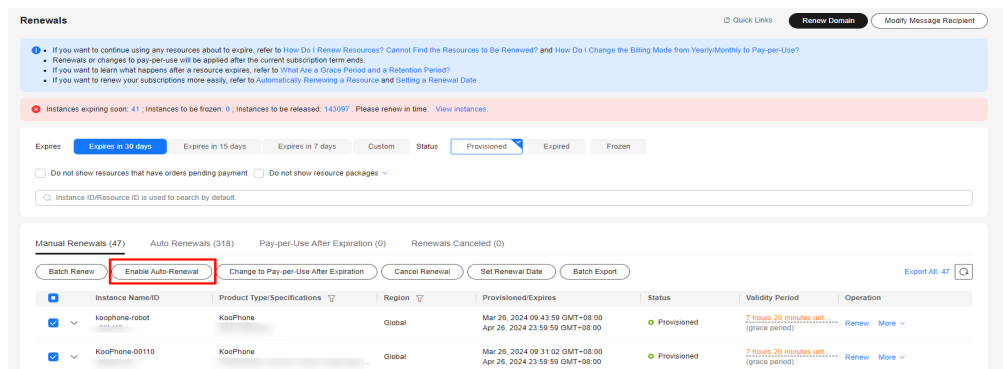 Renewals
Quick Links
Renew Domain
Modify Message Recipient
If you want to continue using any resources about to expire, refer to How Do I Renew Resources? Cannot Find the Resources to Be Renewed? and How Do I Change the Billing Mode from Yearly/Monthly to Pay-per-Use?
Renewals or changes to pay-per-use will be applied after the current subscription term ends.
If you want to learn what happens after a resource expires, refer to What Are a Grace Period and a Retention Period?
If you want to renew your subscriptions more easily, refer to Automatically Renewing a Resource and Setting a Renewal Date
Instances expiring soon: 41 ; Instances to be frozen: 0 ; Instances to be released: 143097 . Please renew in time. View instances.
Expires Expires in 30 days Expires in 15 days Expires in 7 days Custom Status Provisioned Expired Frozen
Do not show resources that have orders pending payment Do not show resource packages
Instance ID/Resource ID is used to search by default.
Manual Renewals (47) Auto Renewals (318) Pay-per-Use After Expiration (0) Renewals Canceled (0)
Batch Renew Enable Auto-Renewal Change to Pay-per-Use After Expiration Cancel Renewal Set Renewal Date Batch Export Export All: 47
Instance Name/ID Product Type/Specifications Region Provisioned/Expires Status Validity Period Operation
koophone-robot KooPhone Global Mar 26, 2024 09:43:59 GMT+08:00 Provisioned 7 hours 20 minutes unt... Renew More
Apr 26, 2024 23:59:59 GMT+08:00 (grace period)
KooPhone-00110 KooPhone Global Mar 26, 2024 09:31:02 GMT+08:00 Provisioned 7 hours 20 minutes unt... Renew More
Apr 26, 2024 23:59:59 GMT+08:00 (grace period)